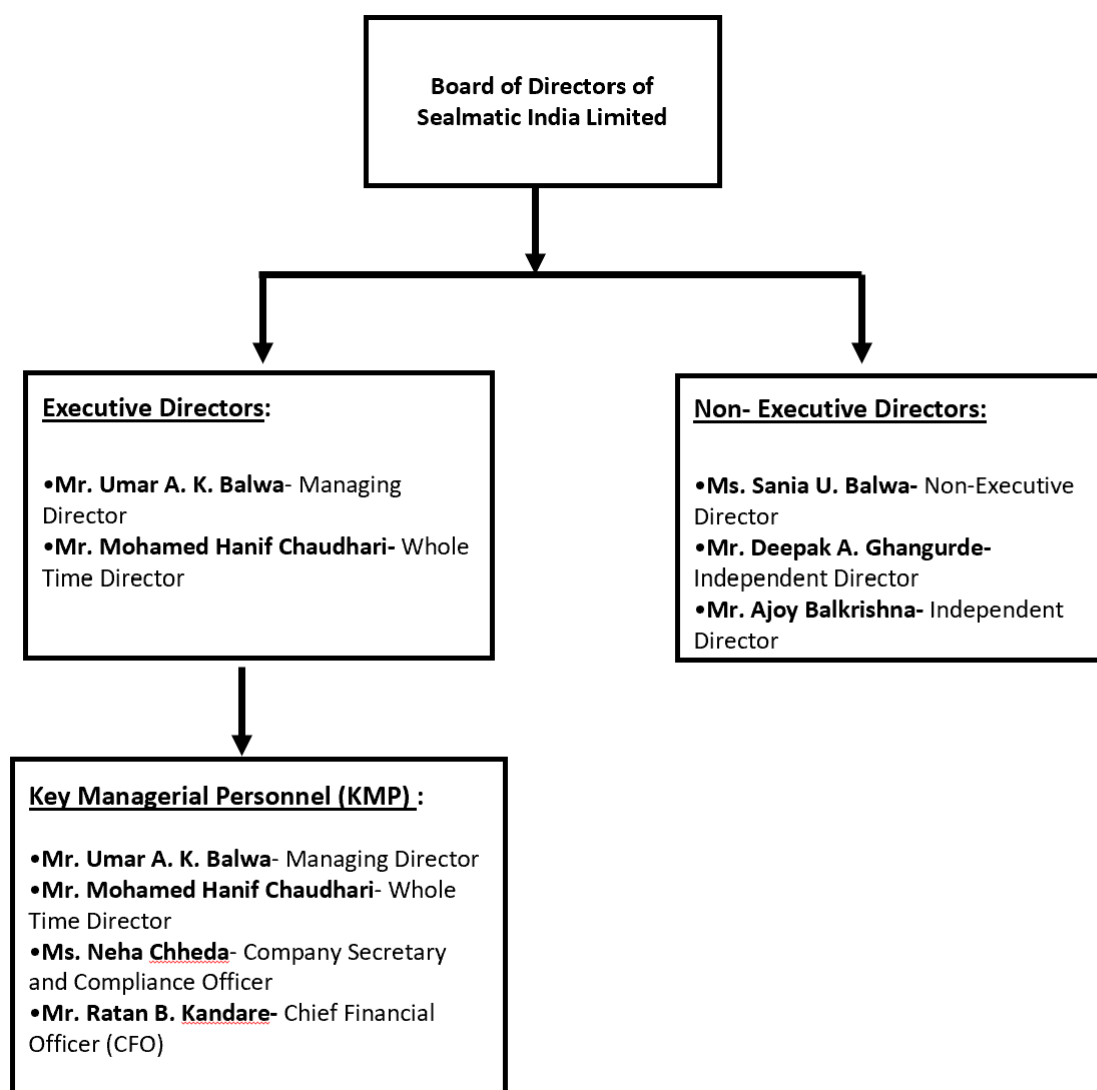 Board of Directors of
Sealmatic India Limited
Executive Directors:
•Mr. Umar A. K. Balwa- Managing
Director
•Mr. Mohamed Hanif Chaudhari- Whole
Time Director
Non- Executive Directors:
•Ms. Sania U. Balwa- Non-Executive
Director
•Mr. Deepak A. Ghangurde-
Independent Director
•Mr. Ajoy Balkrishna- Independent
Director
Key Managerial Personnel (KMP) :
•Mr. Umar A. K. Balwa- Managing Director
•Mr. Mohamed Hanif Chaudhari- Whole
Time Director
•Ms. Neha Chheda- Company Secretary
and Compliance Officer
•Mr. Ratan B. Kandare- Chief Financial
Officer (CFO)